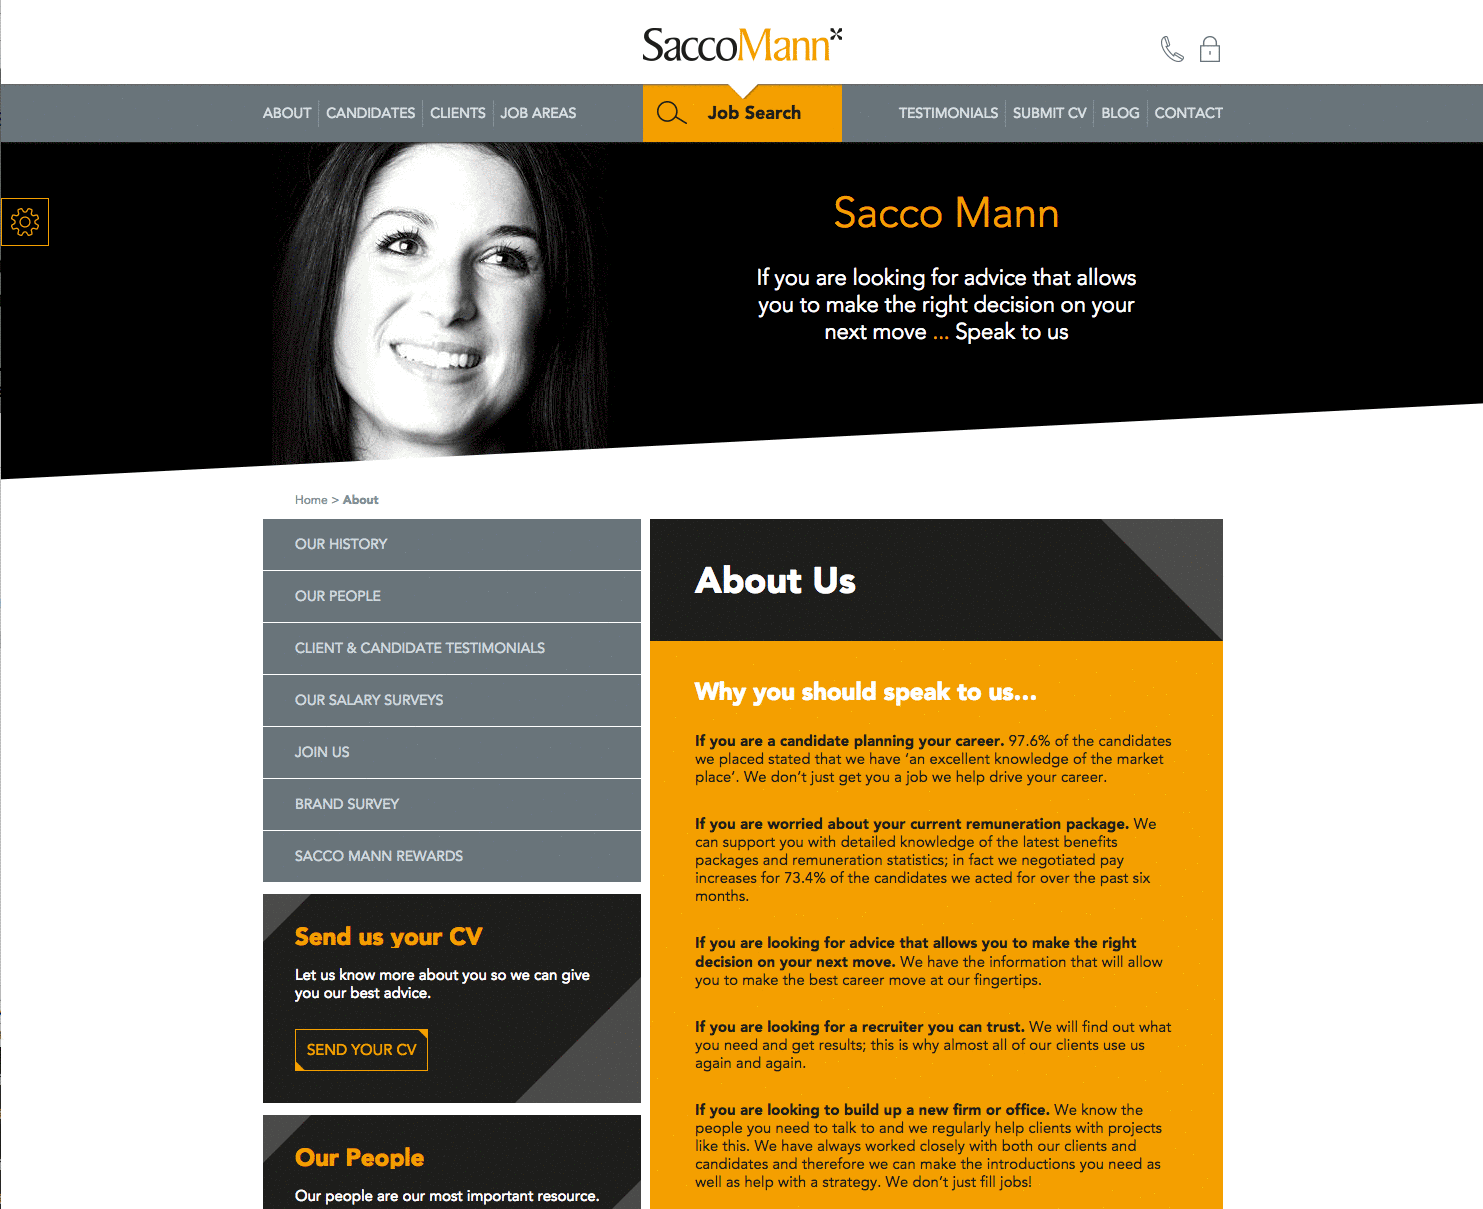 SaccoMann
ABOUT
CANDIDATES
CLIENTS
JOB AREAS
Job Search
TESTIMONIALS
SUBMIT CV
BLOG
CONTACT
Sacco Mann
If you are looking for advice that allows
you to make the right decision on your
next move ... Speak to us
Home > About
OUR HISTORY
OUR PEOPLE
CLIENT & CANDIDATE TESTIMONIALS
OUR SALARY SURVEYS
JOIN US
BRAND SURVEY
SACCO MANN REWARDS
Send us your CV
Let us know more about you so we can give
you our best advice.
SEND YOUR CV
Our People
Our people are our most important resource.
About Us
Why you should speak to us...
If you are a candidate planning your career. 97.6% of the candidates
we placed stated that we have ‘an excellent knowledge of the market
place’. We don’t just get you a job we help drive your career.
If you are worried about your current remuneration package. We
can support you with detailed knowledge of the latest benefits
packages and remuneration statistics; in fact we negotiated pay
increases for 73.4% of the candidates we acted for over the past six
months.
If you are looking for advice that allows you to make the right
decision on your next move. We have the information that will allow
you to make the best career move at our fingertips.
If you are looking for a recruiter you can trust. We will find out what
you need and get results; this is why almost all of our clients use us
again and again.
If you are looking to build up a new firm or office. We know the
people you need to talk to and we regularly help clients with projects
like this. We have always worked closely with both our clients and
candidates and therefore we can make the introductions you need as
well as help with a strategy. We don’t just fill jobs!